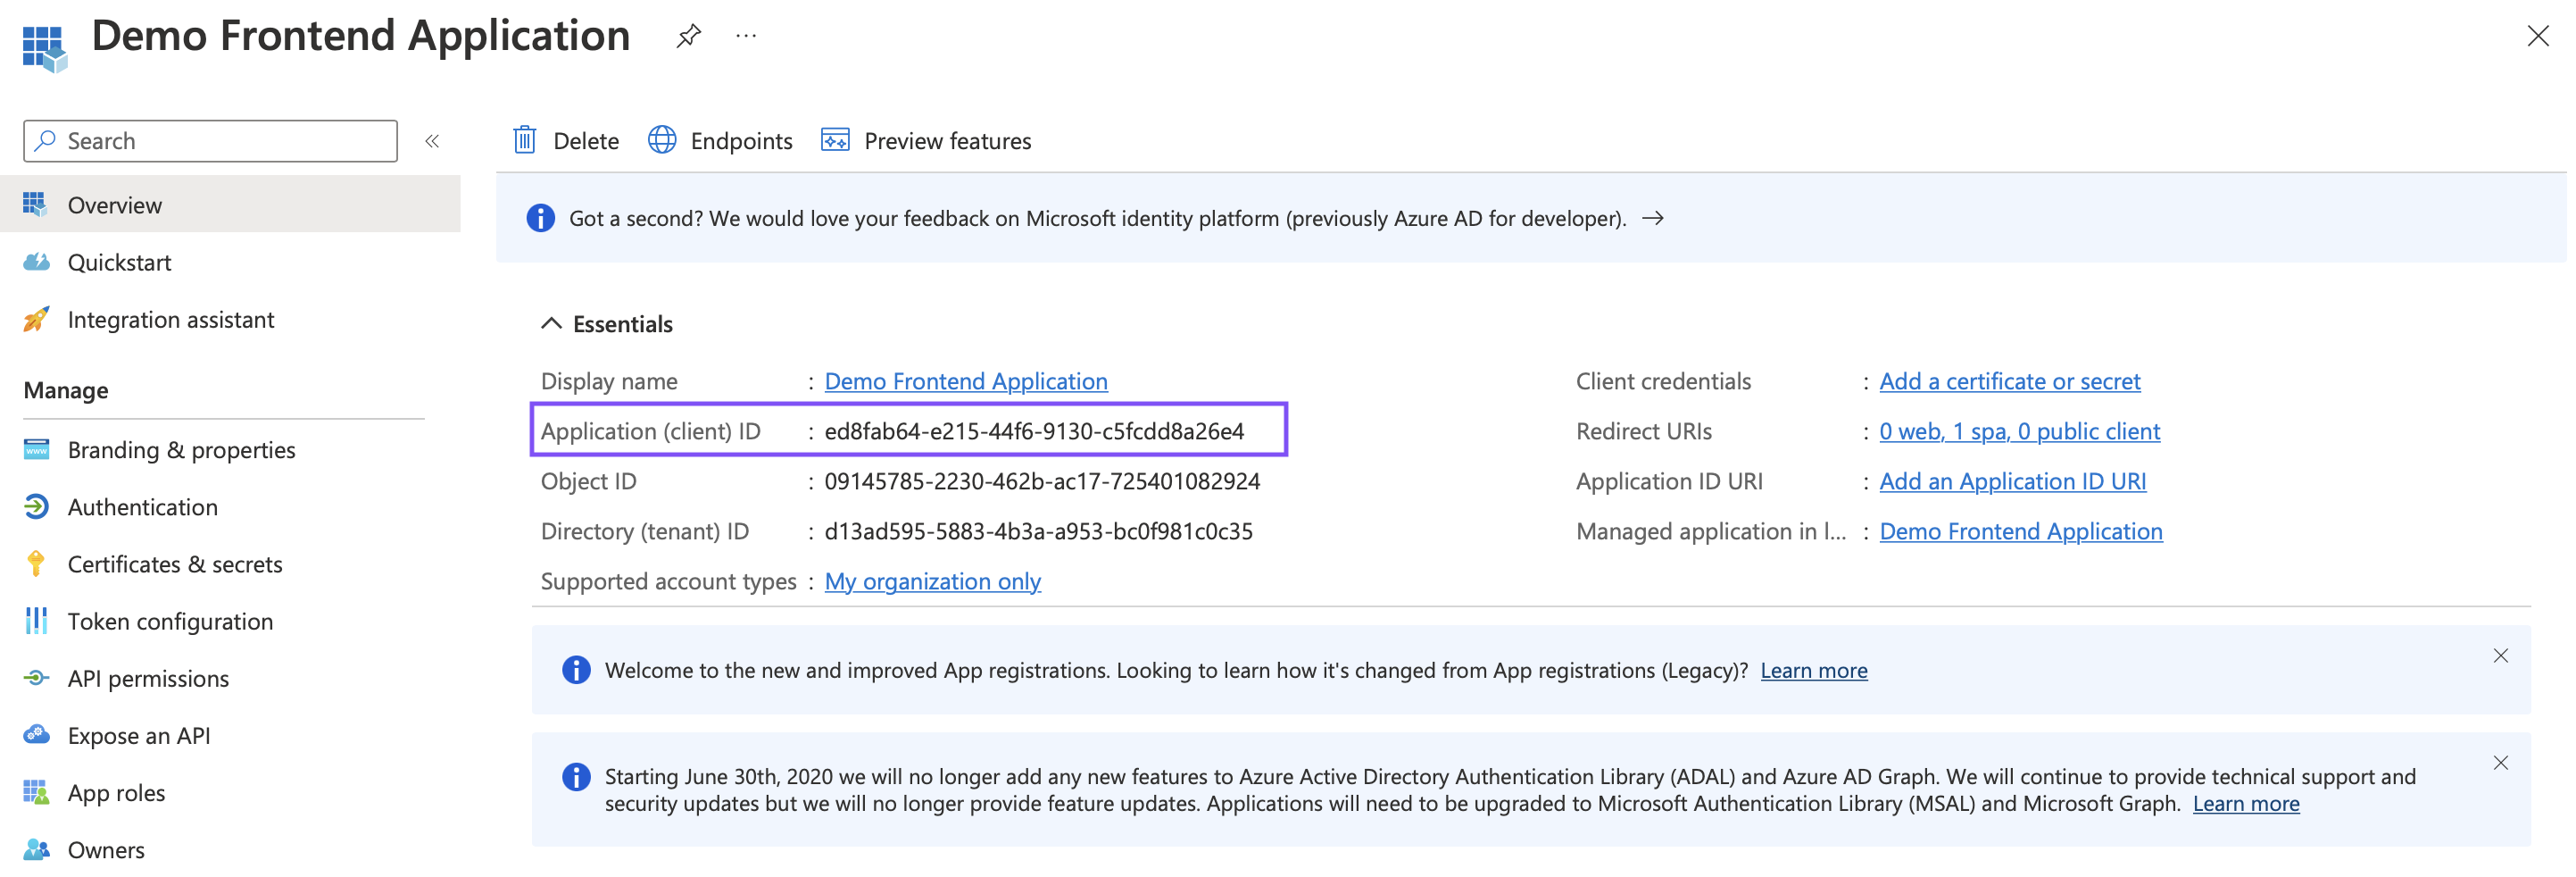 Demo Frontend Application
Search
Overview
Quickstart
Integration assistant
Manage
Branding & properties
Authentication
Certificates & secrets
Token configuration
API permissions
Expose an API
App roles
Owners
Delete Endpoints Preview features
Got a second? We would love your feedback on Microsoft identity platform (previously Azure AD for developer). →
Essentials
Display name : Demo Frontend Application
Application (client) ID : ed8fab64-e215-44f6-9130-c5fcdd8a26e4
Object ID : 09145785-2230-462b-ac17-725401082924
Directory (tenant) ID : d13ad595-5883-4b3a-a953-bc0f981c0c35
Supported account types : My organization only
Client credentials : Add a certificate or secret
Redirect URIs : 0 web, 1 spa, 0 public client
Application ID URI : Add an Application ID URI
Managed application in l... : Demo Frontend Application
Welcome to the new and improved App registrations. Looking to learn how it's changed from App registrations (Legacy)? Learn more
Starting June 30th, 2020 we will no longer add any new features to Azure Active Directory Authentication Library (ADAL) and Azure AD Graph. We will continue to provide technical support and
security updates but we will no longer provide feature updates. Applications will need to be upgraded to Microsoft Authentication Library (MSAL) and Microsoft Graph. Learn more